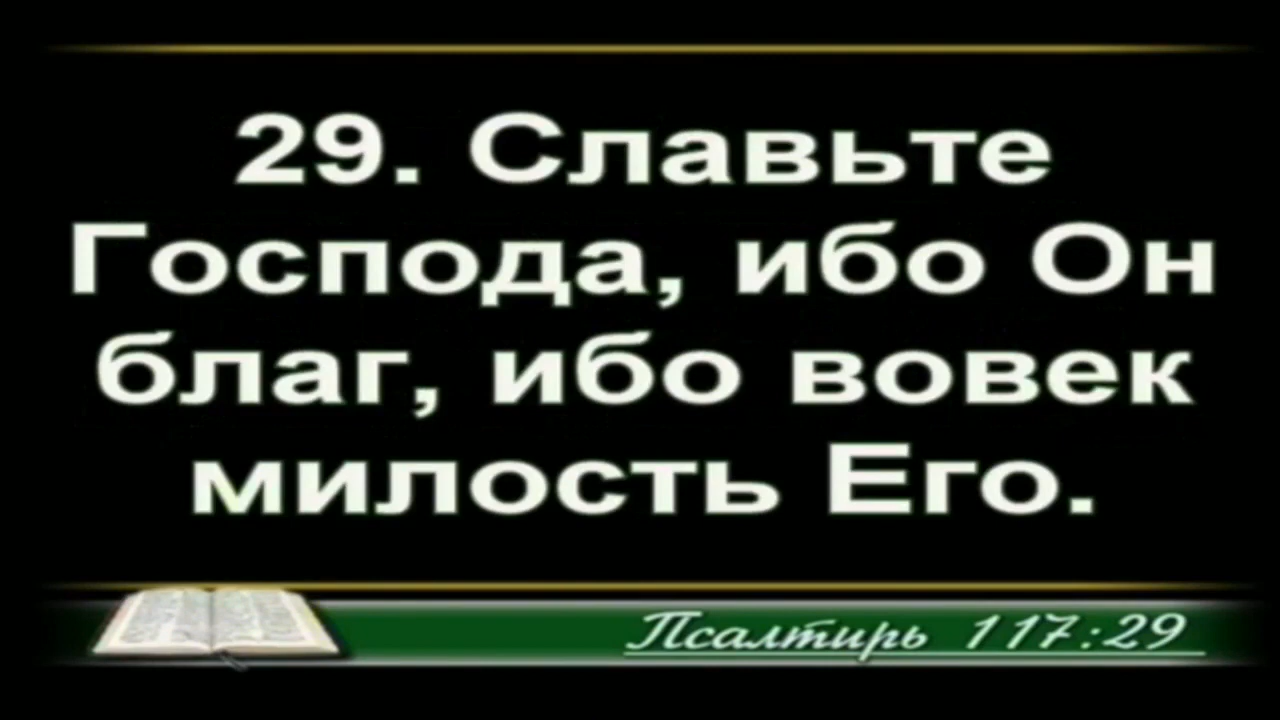 29. Славьте
Господа, ибо Он
благ, ибо вовек
милость Его.
Псалтирь 117:29